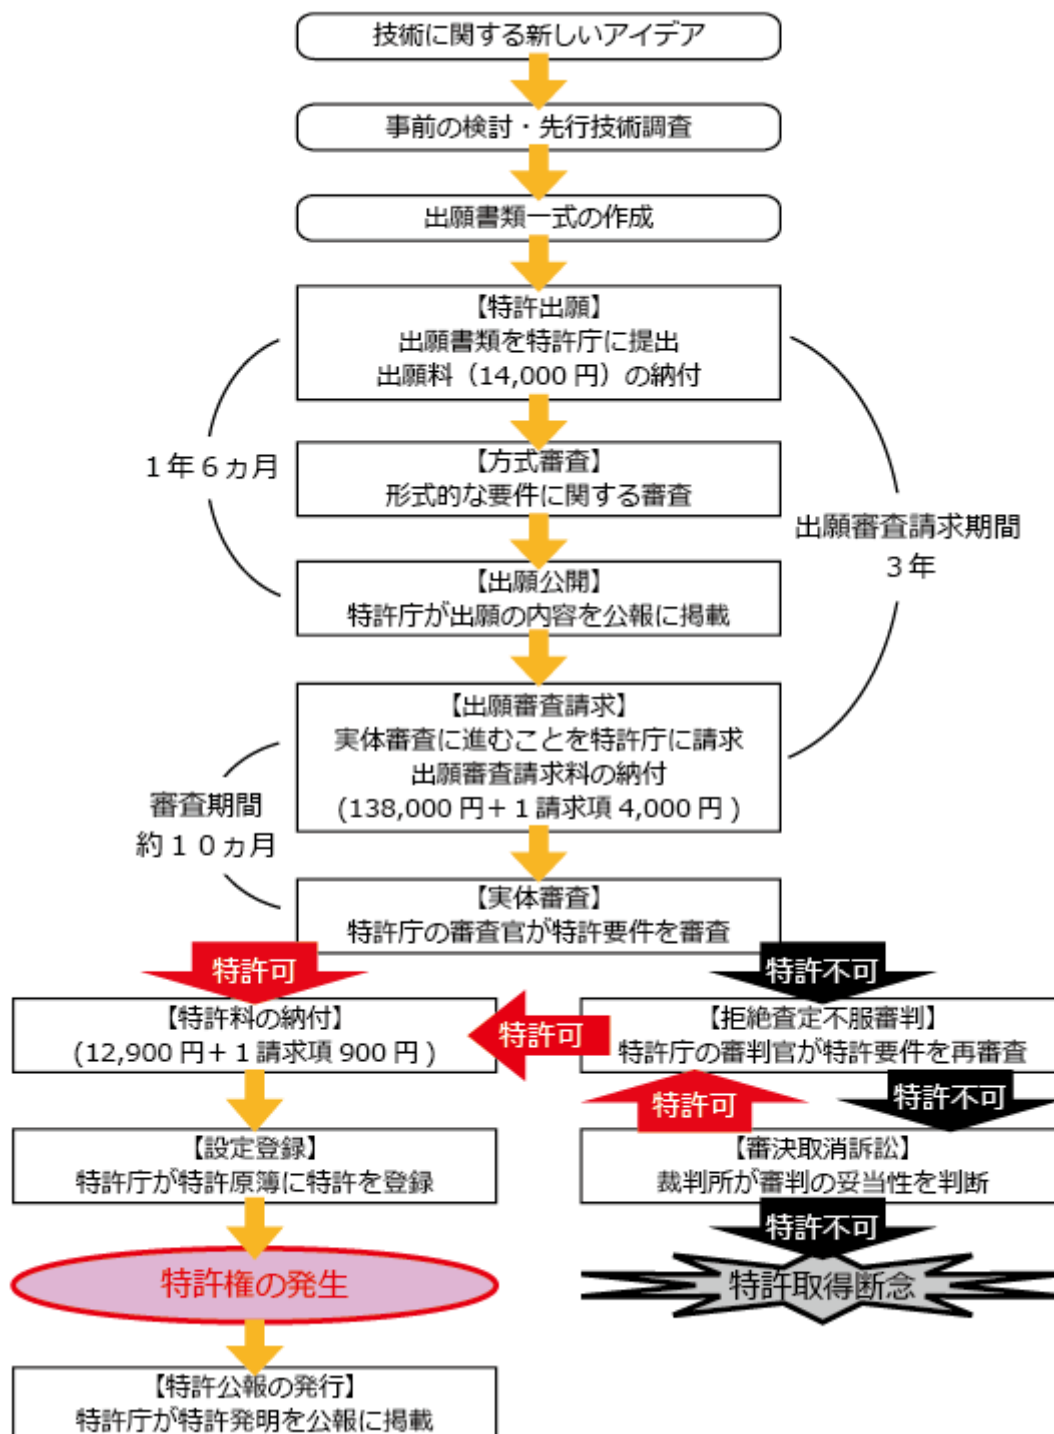 技術に関する新しいアイデア
事前の検討・先行技術調査
出願書類一式の作成
【特許出願】
出願書類を特許庁に提出
出願料（14,000 円）の納付
1年6ヵ月
【方式審査】
形式的な要件に関する審査
出願審査請求期間
3年
【出願公開】
特許庁が出願の内容を公報に掲載
【出願審査請求】
実体審査に進むことを特許庁に請求
出願審査請求料の納付
(138,000 円＋1 請求項 4,000 円 )
審査期間
約１０ヵ月
【実体審査】
特許庁の審査官が特許要件を審査
特許可
特許不可
【特許料の納付】
(12,900 円＋1 請求項 900 円 )
特許可
【拒絶査定不服審判】
特許庁の審判官が特許要件を再審査
特許可
特許不可
【設定登録】
特許庁が特許原簿に特許を登録
【審決取消訴訟】
裁判所が審判の妥当性を判断
特許不可
特許権の発生
特許取得断念
【特許公報の発行】
特許庁が特許発明を公報に掲載